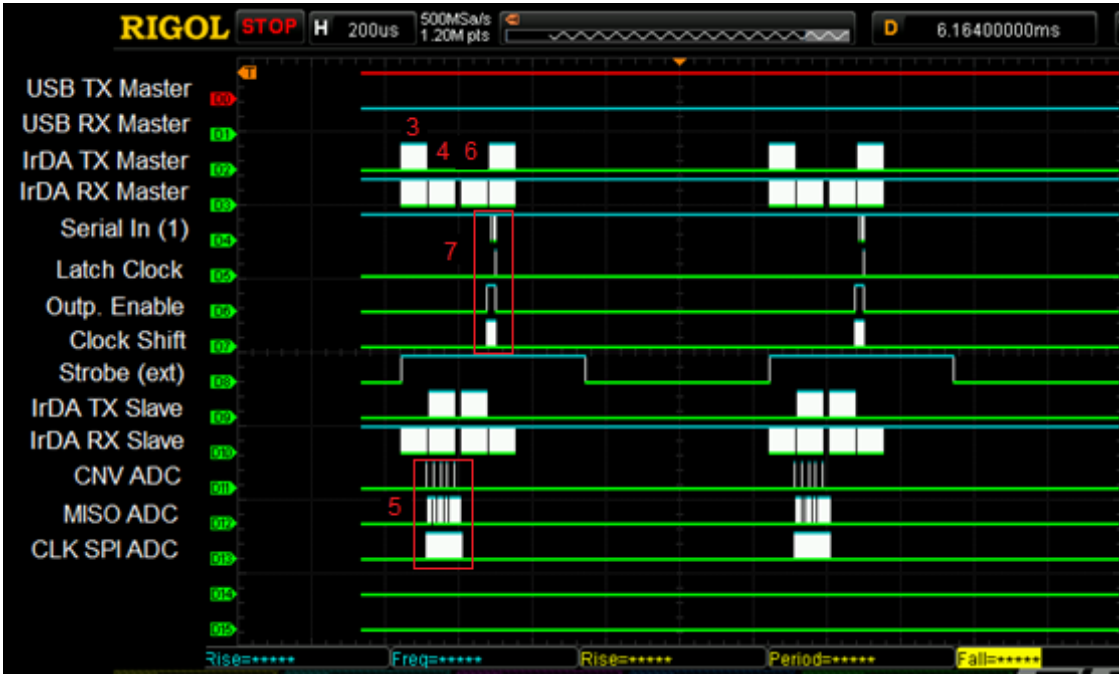 RIGOL STOP H 200us 500MSa/s 1.20M pts D 6.16400000ms
T
USB TX Master D0
USB RX Master D1
3
IrDA TX Master D2 4 6
IrDA RX Master D3
Serial In (1) D4
7
Latch Clock D5
Outp. Enable D6
Clock Shift D7
Strobe (ext) D8
IrDA TX Slave D9
IrDA RX Slave D10
CNV ADC D11
5
MISO ADC D12
CLK SPI ADC D13
D14
D15
Rise=***** Freq=***** Rise=***** Period=***** Fall=*****